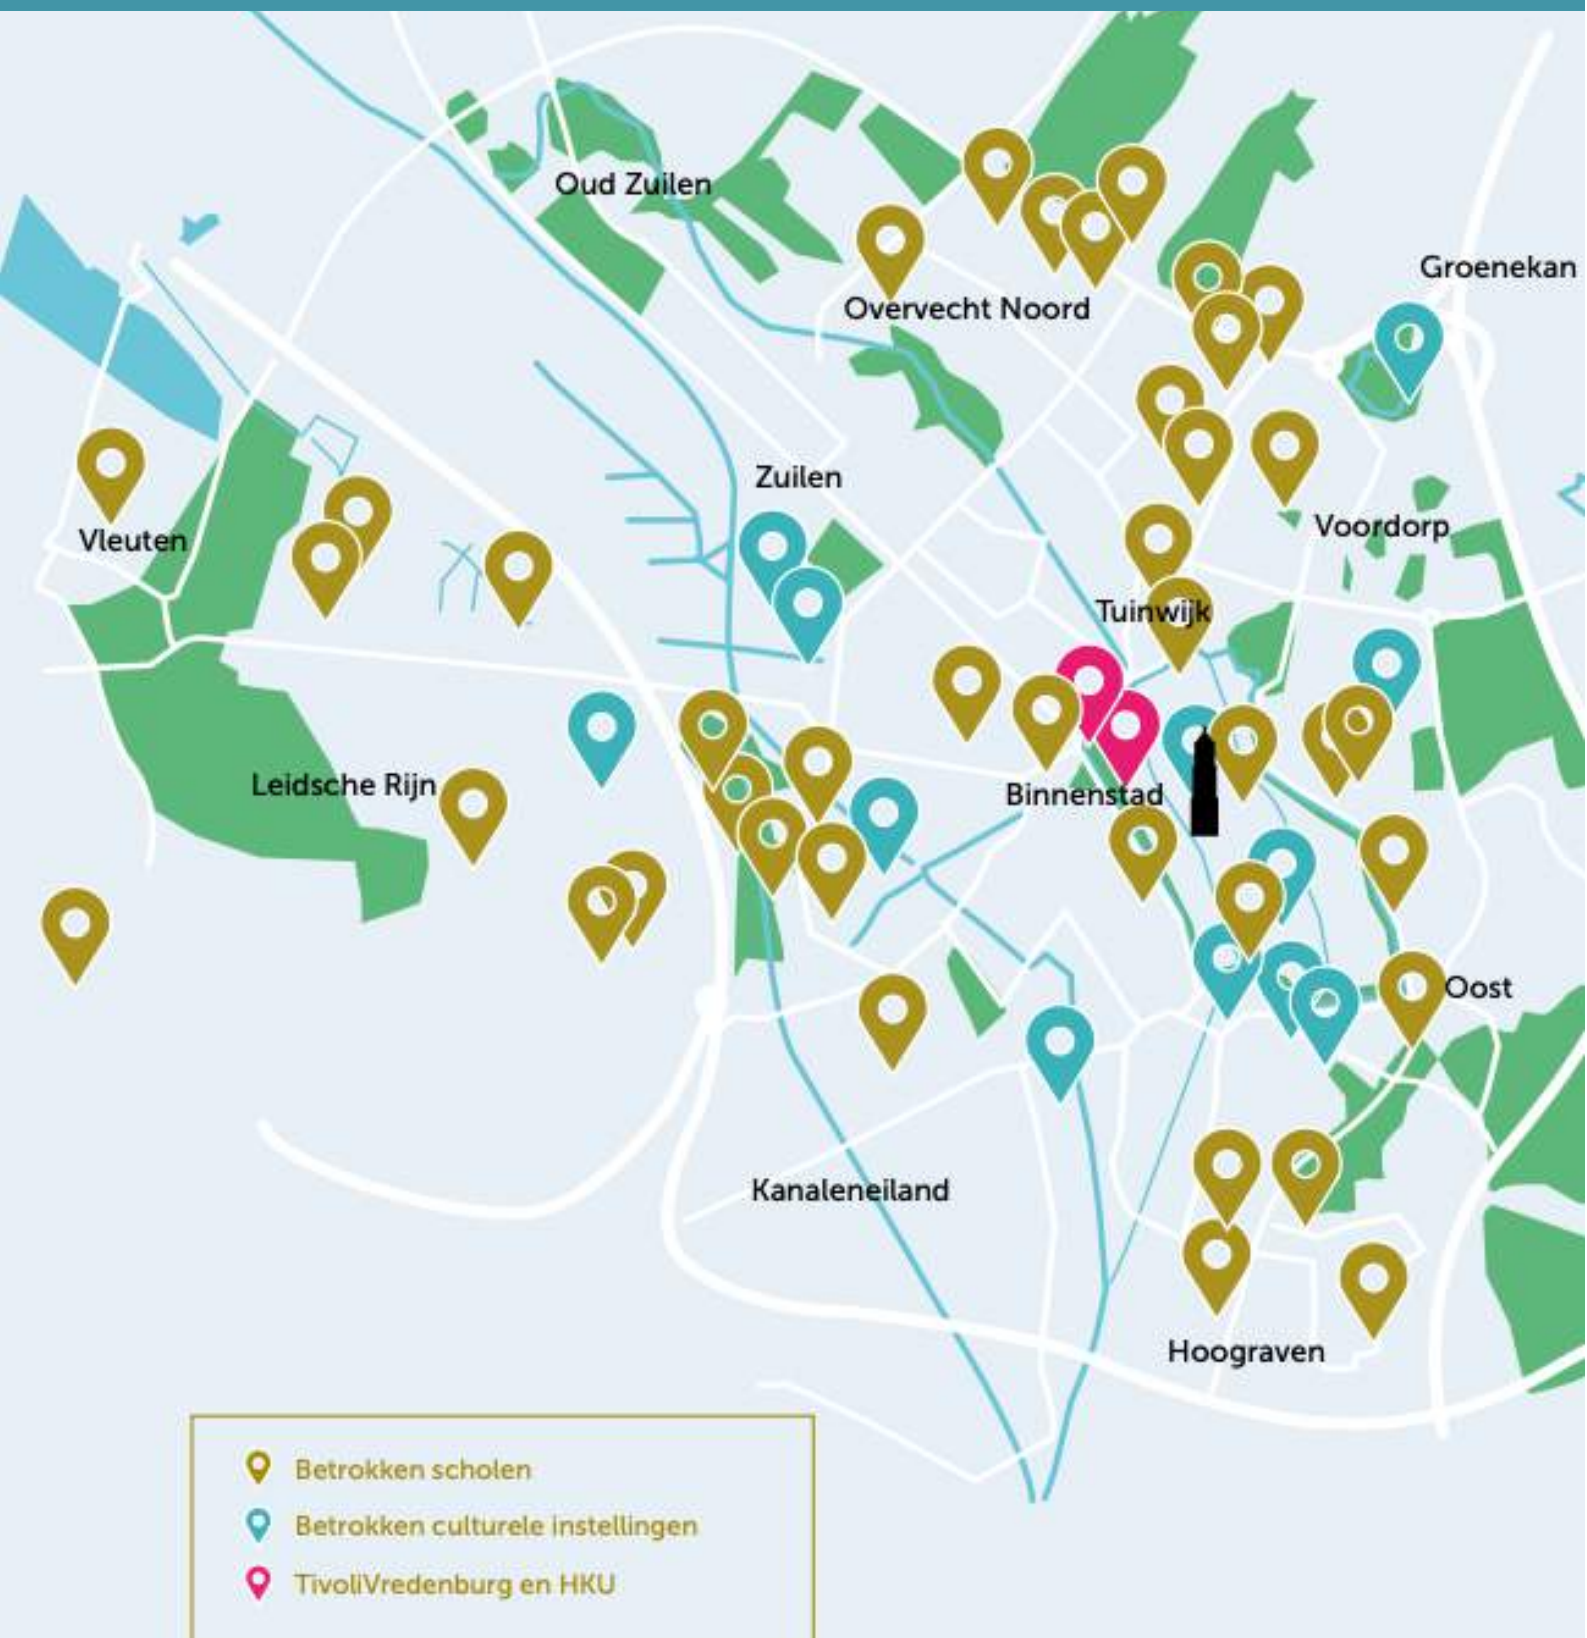 Oud Zuilen
Groenekan
Overvecht Noord
Zuilen
Voordorp
Vleuten
Tuinwijk
Leidsche Rijn
Binnenstad
Oost
Kanaleneiland
Hoograven
Betrokken scholen
Betrokken culturele instellingen
TivoliVredenburg en HKU